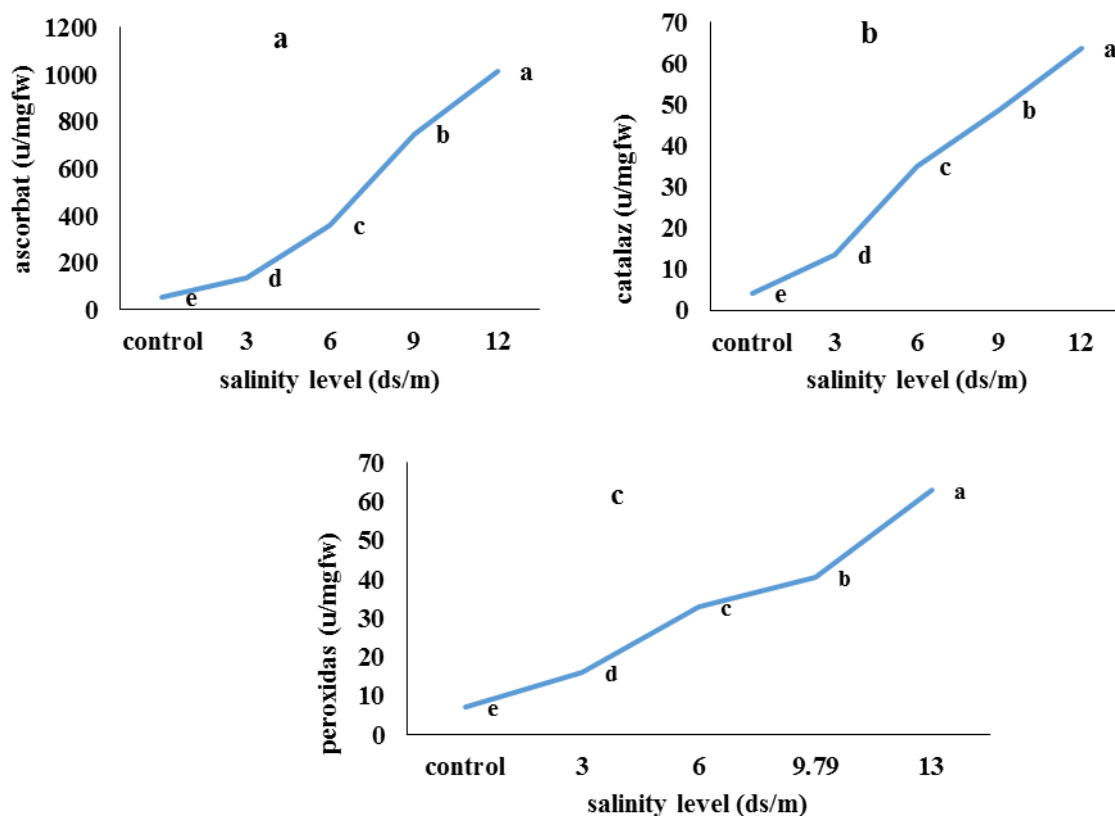 a
ascorbat (u/mgfw)
1200
1000
800
600
400
200
0
e
d
c
b
a
control 3 6 9 12
salinity level (ds/m)
b
catalaz (u/mgfw)
70
60
50
40
30
20
10
0
e
d
c
b
a
control 3 6 9 12
salinity level (ds/m)
c
peroxidas (u/mgfw)
70
60
50
40
30
20
10
0
e
d
c
b
a
control 3 6 9.79 13
salinity level (ds/m)